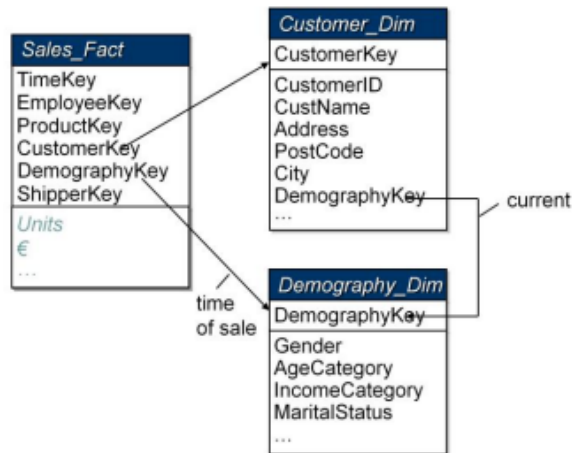 Sales_Fact
TimeKey
EmployeeKey
ProductKey
CustomerKey
DemographyKey
ShipperKey
Units
€
...
Customer_Dim
CustomerKey
CustomerID
CustName
Address
PostCode
City
DemographyKey
...
current
time
of sale
Demography_Dim
DemographyKey
Gender
AgeCategory
IncomeCategory
MaritalStatus
...